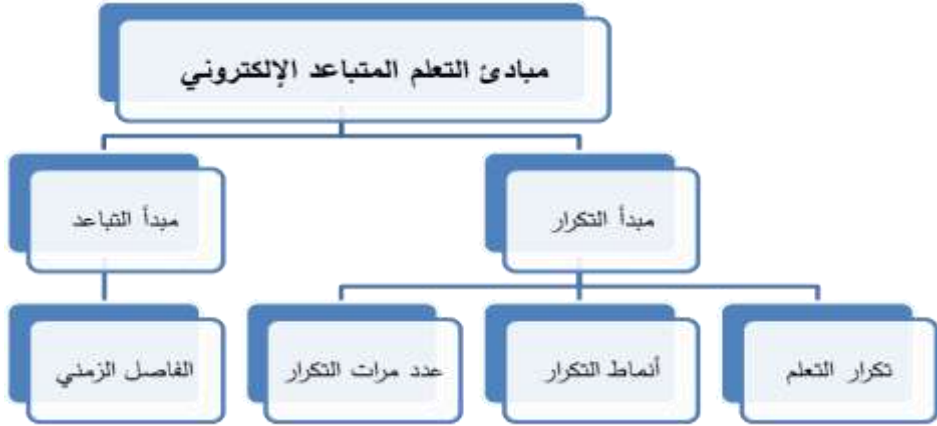 مبادئ التعلم المتباعد الإلكتروني
مبدأ التكرار
مبدأ التباعد
تكرار التعلم
أنماط التكرار
عدد مرات التكرار
الفاصل الزمني